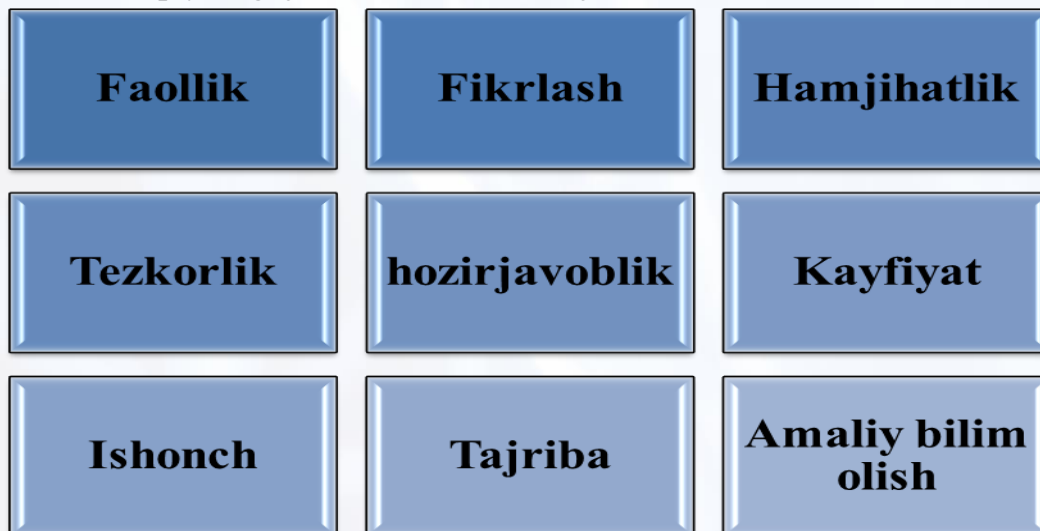 Faollik
Fikrlash
Hamjihatlik
Tezkorlik
hozirjavoblik
Kayfiyat
Ishonch
Tajriba
Amaliy bilim
olish